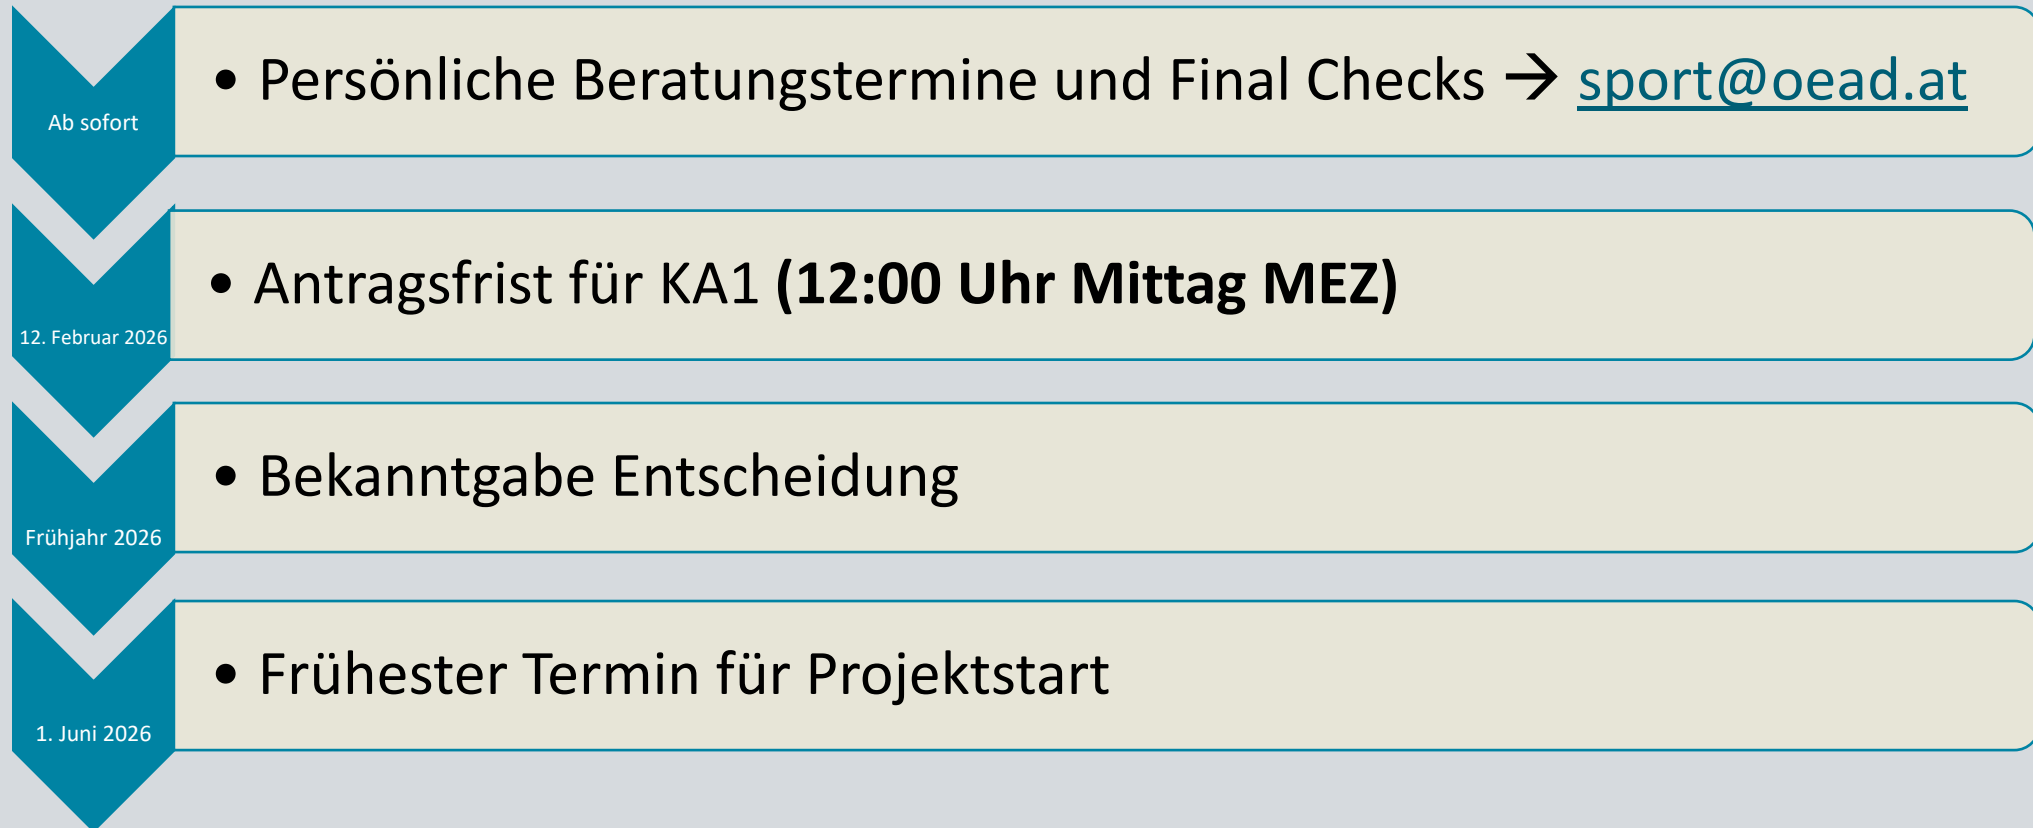 Ab sofort
• Persönliche Beratungstermine und Final Checks → sport@oead.at
12. Februar 2026
• Antragsfrist für KA1 (12:00 Uhr Mittag MEZ)
Frühjahr 2026
• Bekanntgabe Entscheidung
1. Juni 2026
• Frühester Termin für Projektstart